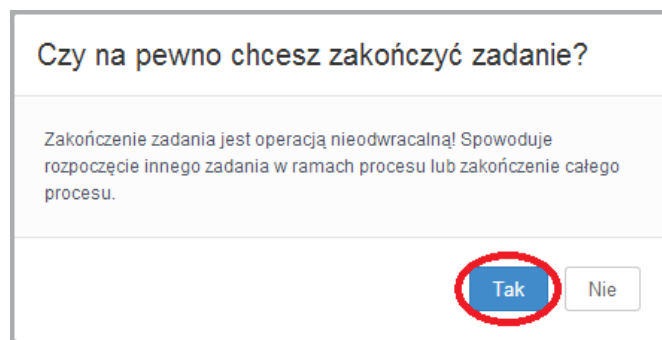 Czy na pewno chcesz zakończyć zadanie?
Zakończenie zadania jest operacją nieodwracalną! Spowoduje
rozpoczęcie innego zadania w ramach procesu lub zakończenie całego
procesu.
Tak Nie